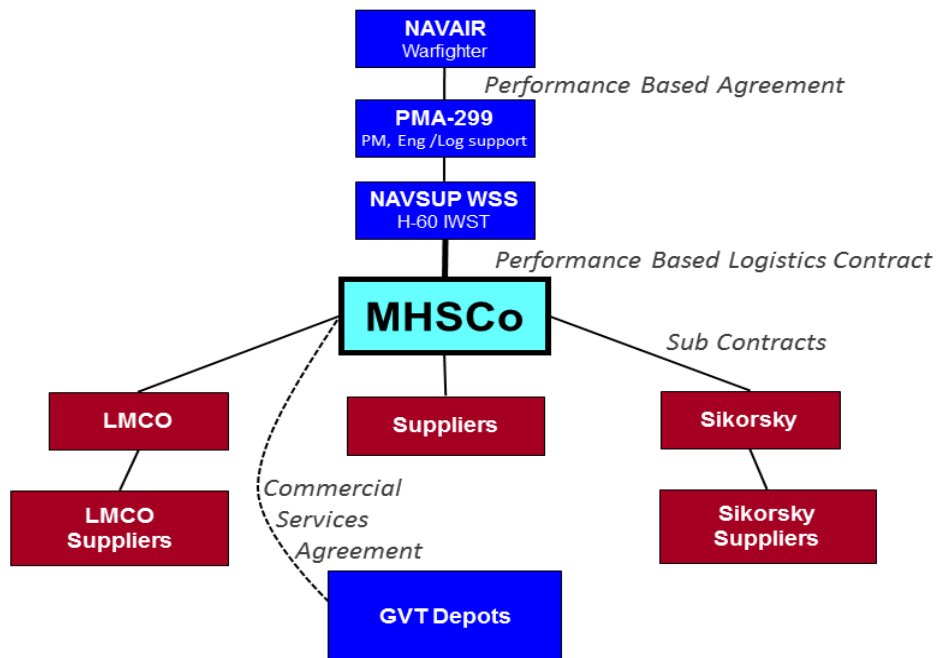 NAVAIR
Warfighter
Performance Based Agreement
PMA-299
PM, Eng /Log support
NAVSUP WSS
H-60 IWST
Performance Based Logistics Contract
MHSCo
Sub Contracts
LMCO
Suppliers
Sikorsky
LMCO
Suppliers
Sikorsky
Suppliers
Commercial
Services
Agreement
GVT Depots